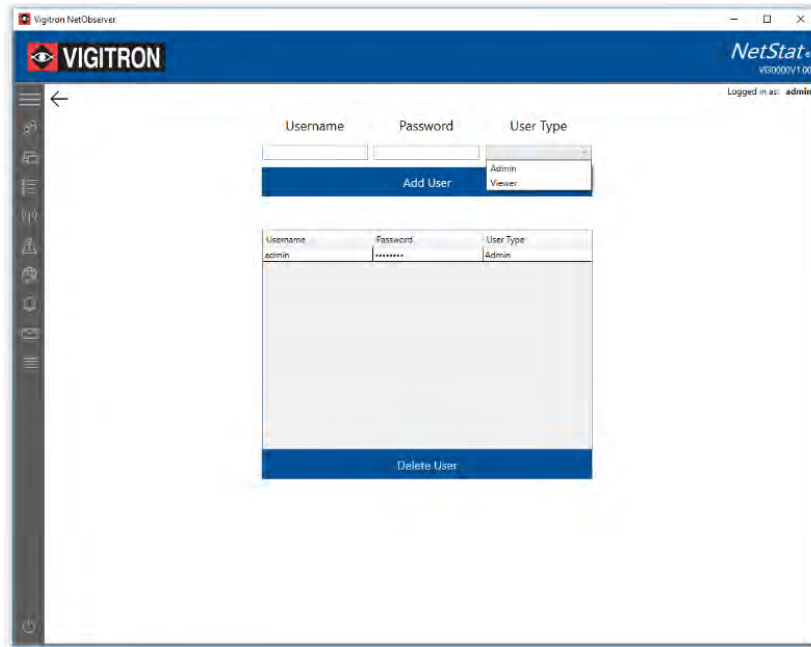 Vigitron NetObserver
VIGITRON
NetStat
Logged in as: admin
Username Password User Type
Admin
Viewer
Add User
Username Password User Type
admin •••••••• Admin
Delete User